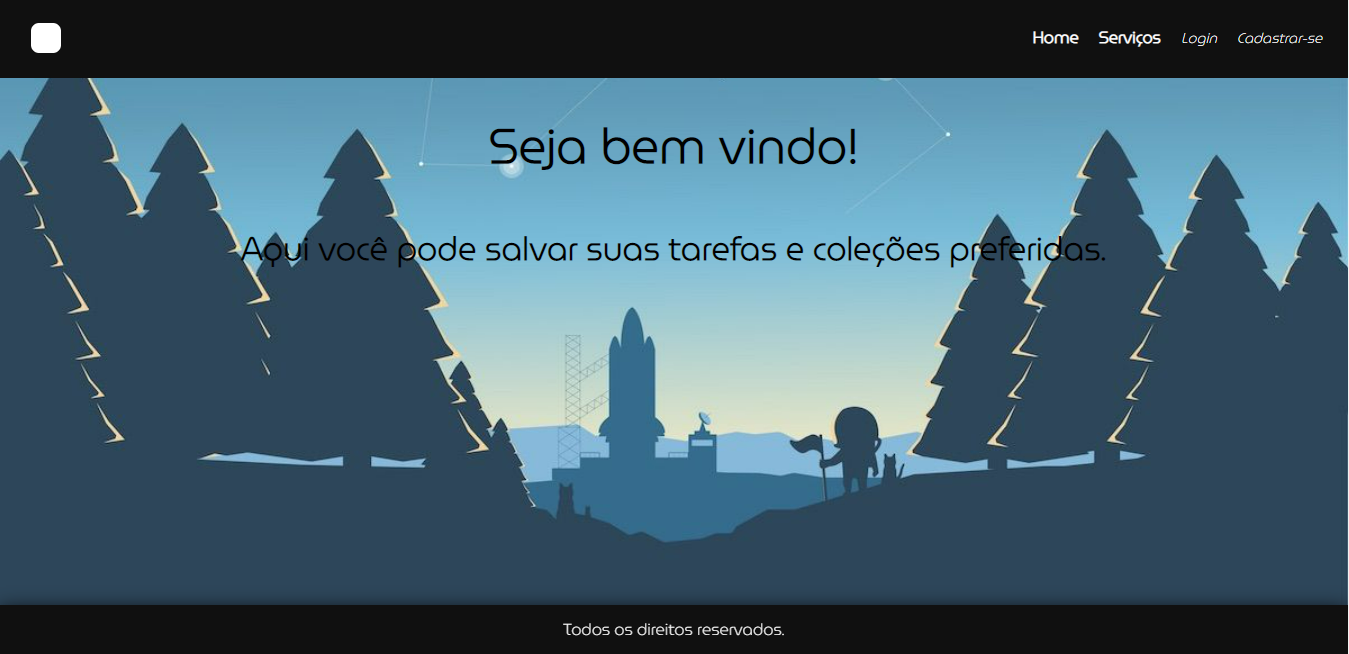 Home Serviços Login Cadastrar-se
Seja bem vindo!
Aqui você pode salvar suas tarefas e coleções preferidas.
Todos os direitos reservados.